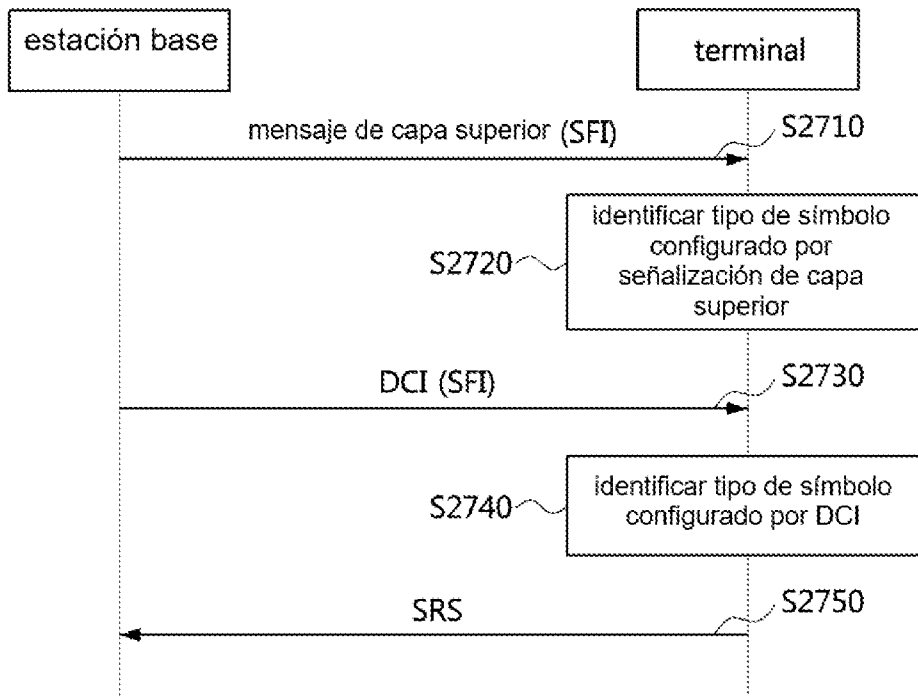 estación base
terminal
mensaje de capa superior (SFI)
S2710
identificar tipo de símbolo
configurado por
señalización de capa
superior
S2720
DCI (SFI)
S2730
identificar tipo de símbolo
configurado por DCI
S2740
SRS
S2750